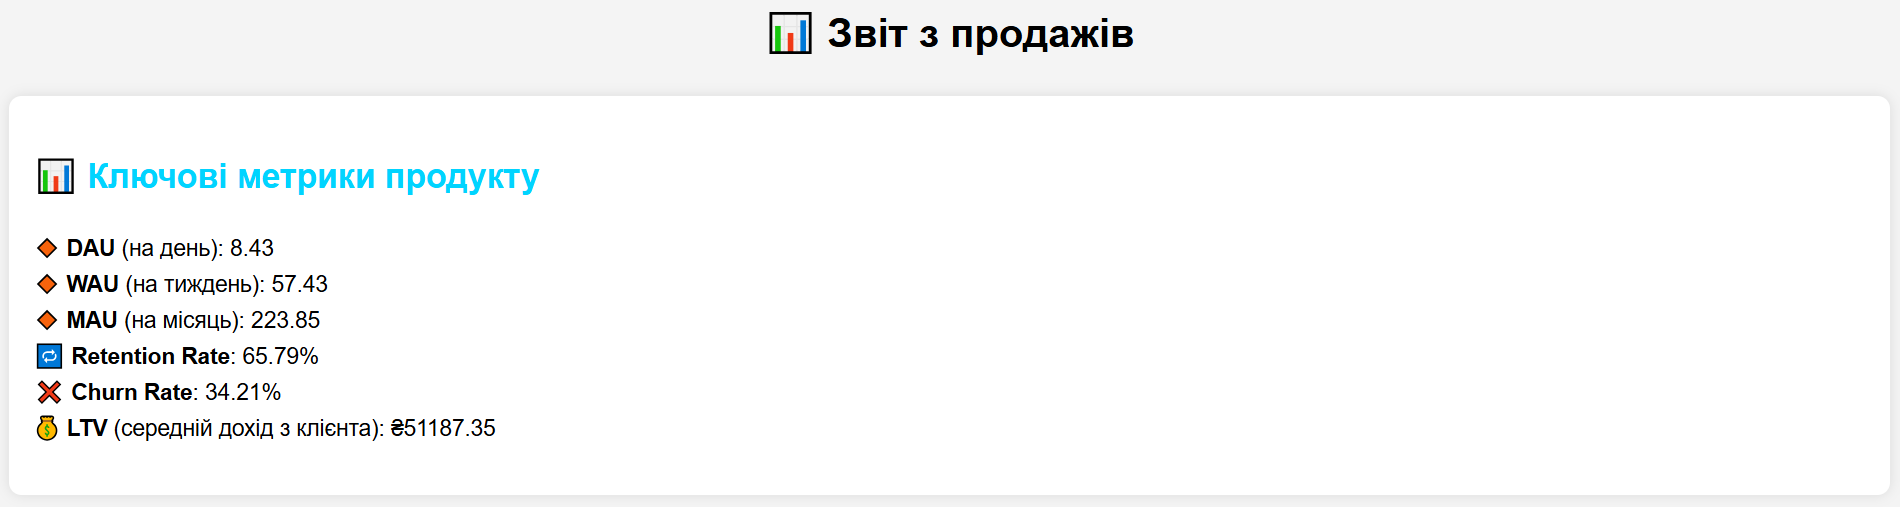 📊 Звіт з продажів
📊 Ключові метрики продукту
🔸 DAU (на день): 8.43
🔸 WAU (на тиждень): 57.43
🔸 MAU (на місяць): 223.85
🔁 Retention Rate: 65.79%
❌ Churn Rate: 34.21%
💰 LTV (середній дохід з клієнта): ₴51187.35